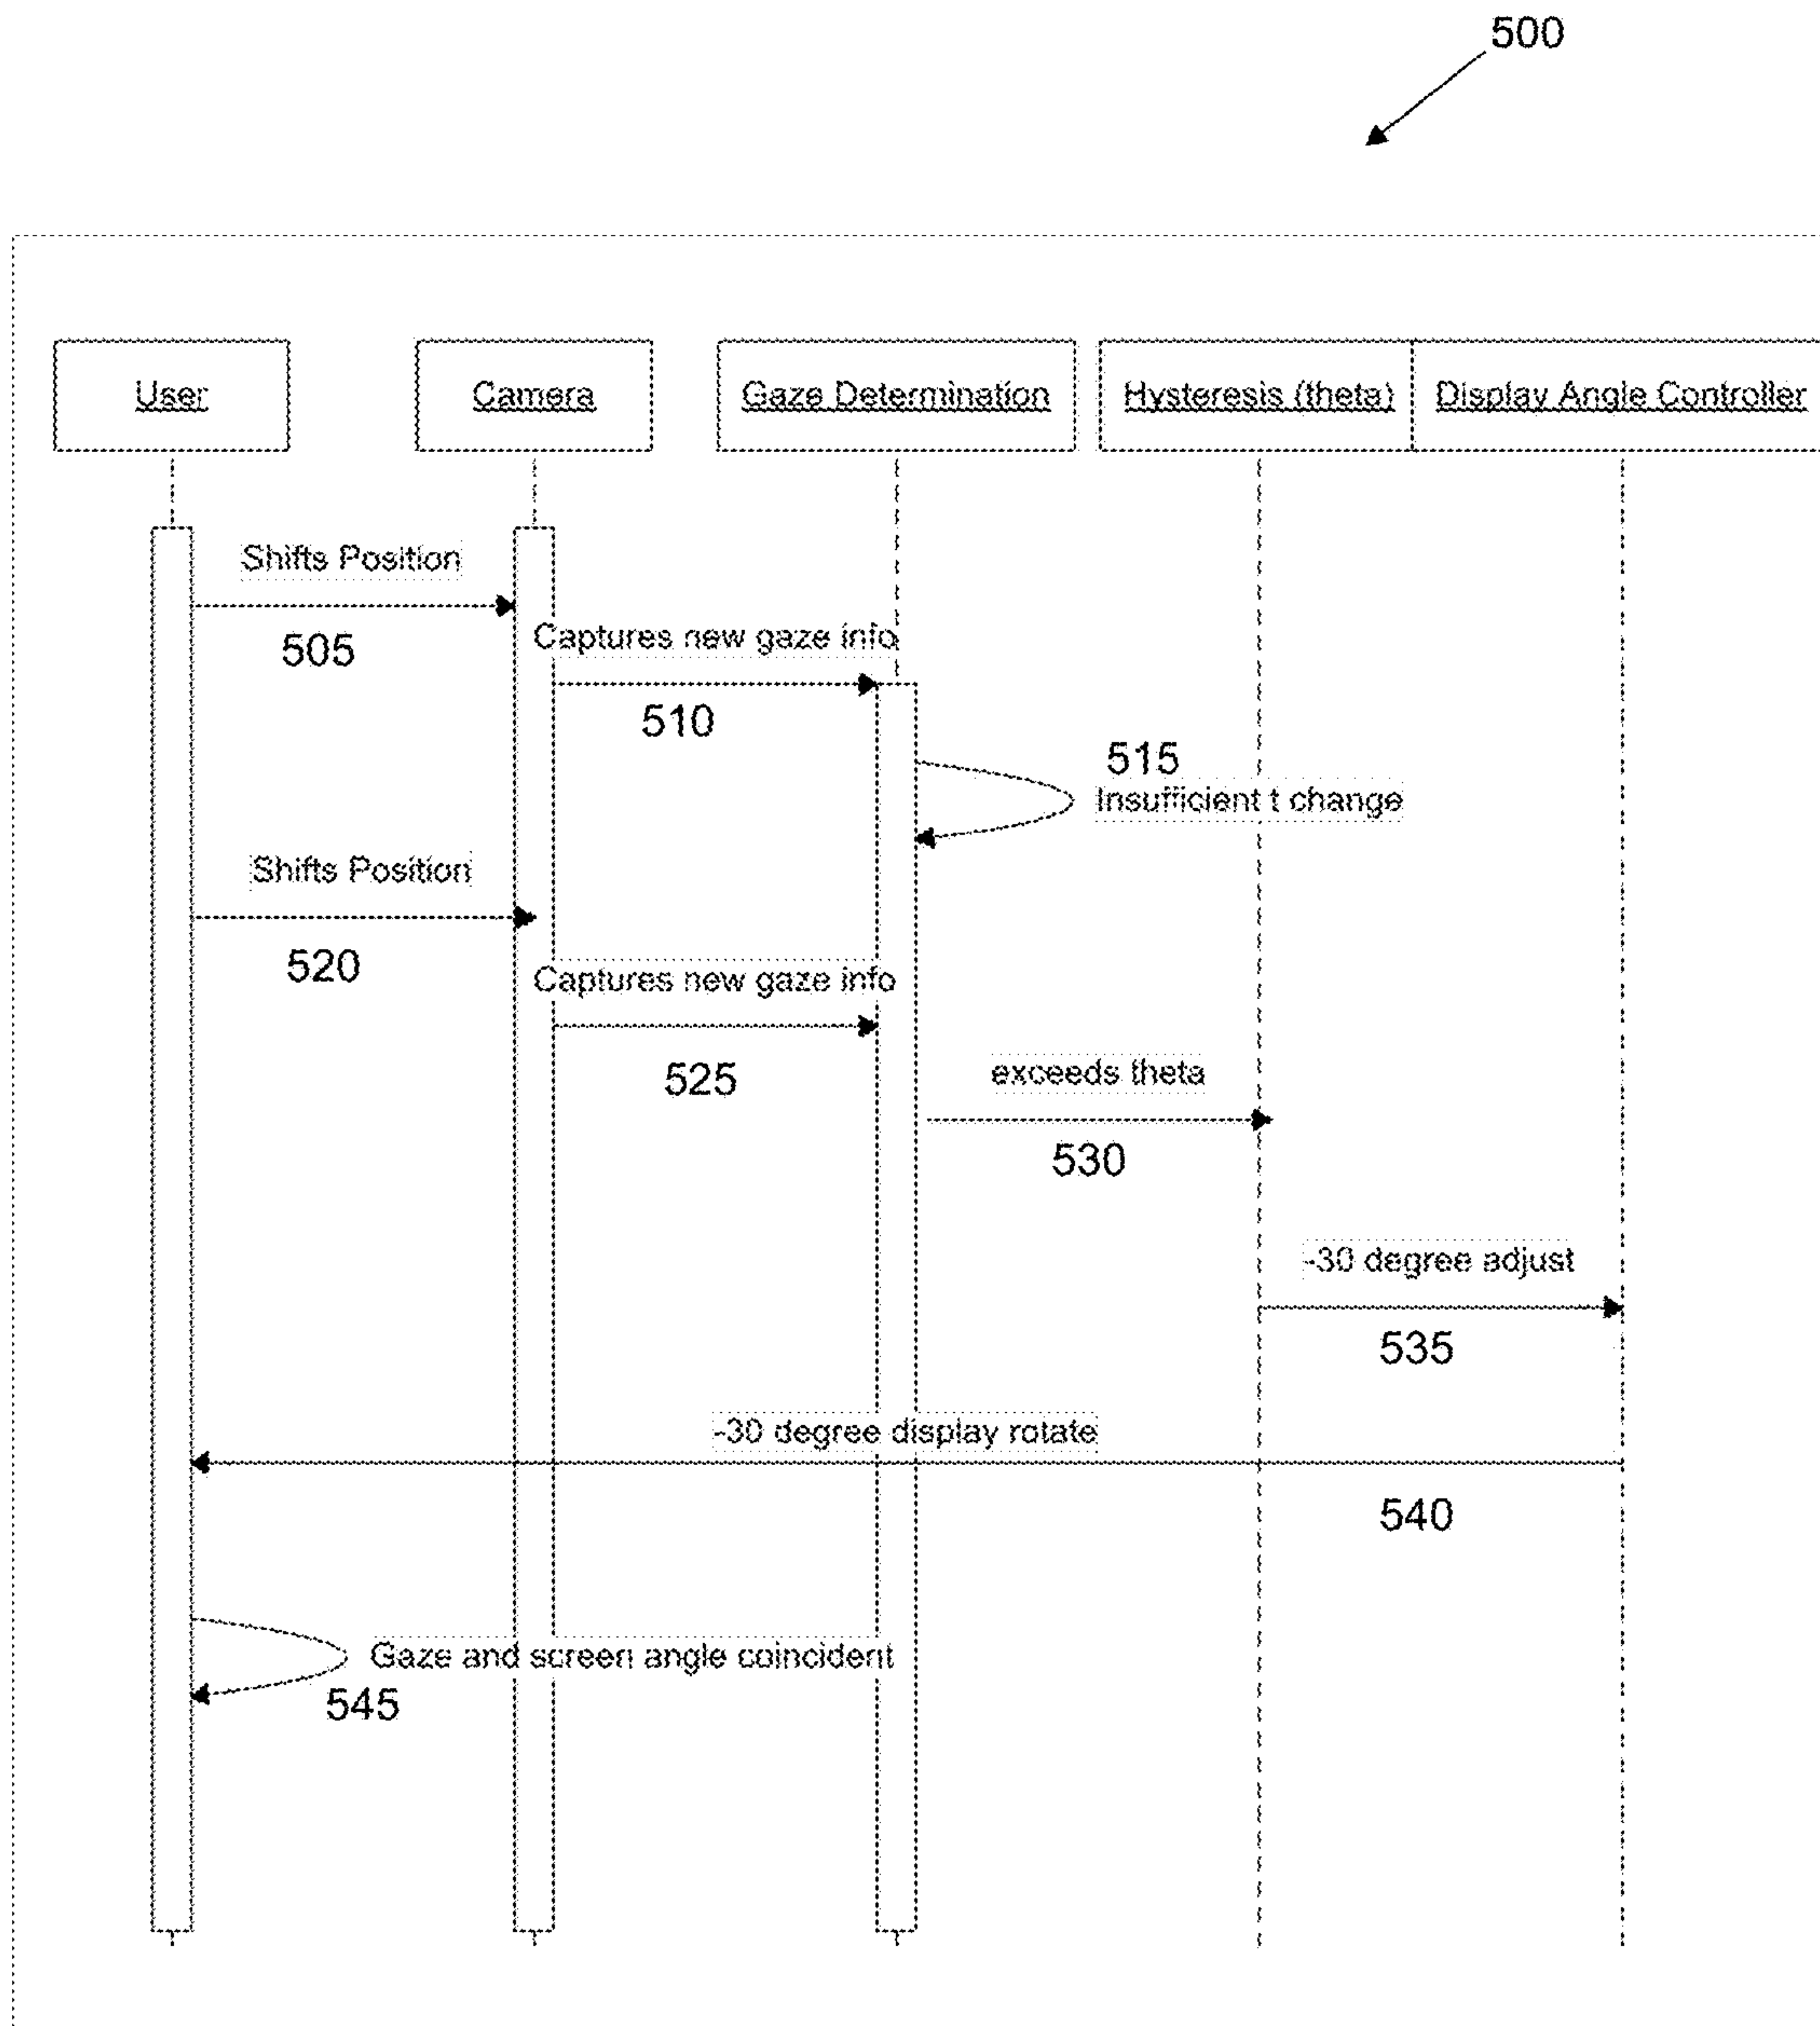 500
User
Camera
Gaze Determination
Hysteresis (theta)
Display Angle Controller
Shifts Position
505
Captures new gaze info
510
515
Insufficient t change
Shifts Position
520
Captures new gaze info
525
exceeds theta
530
-30 degree adjust
535
-30 degree display rotate
540
Gaze and screen angle coincident
545